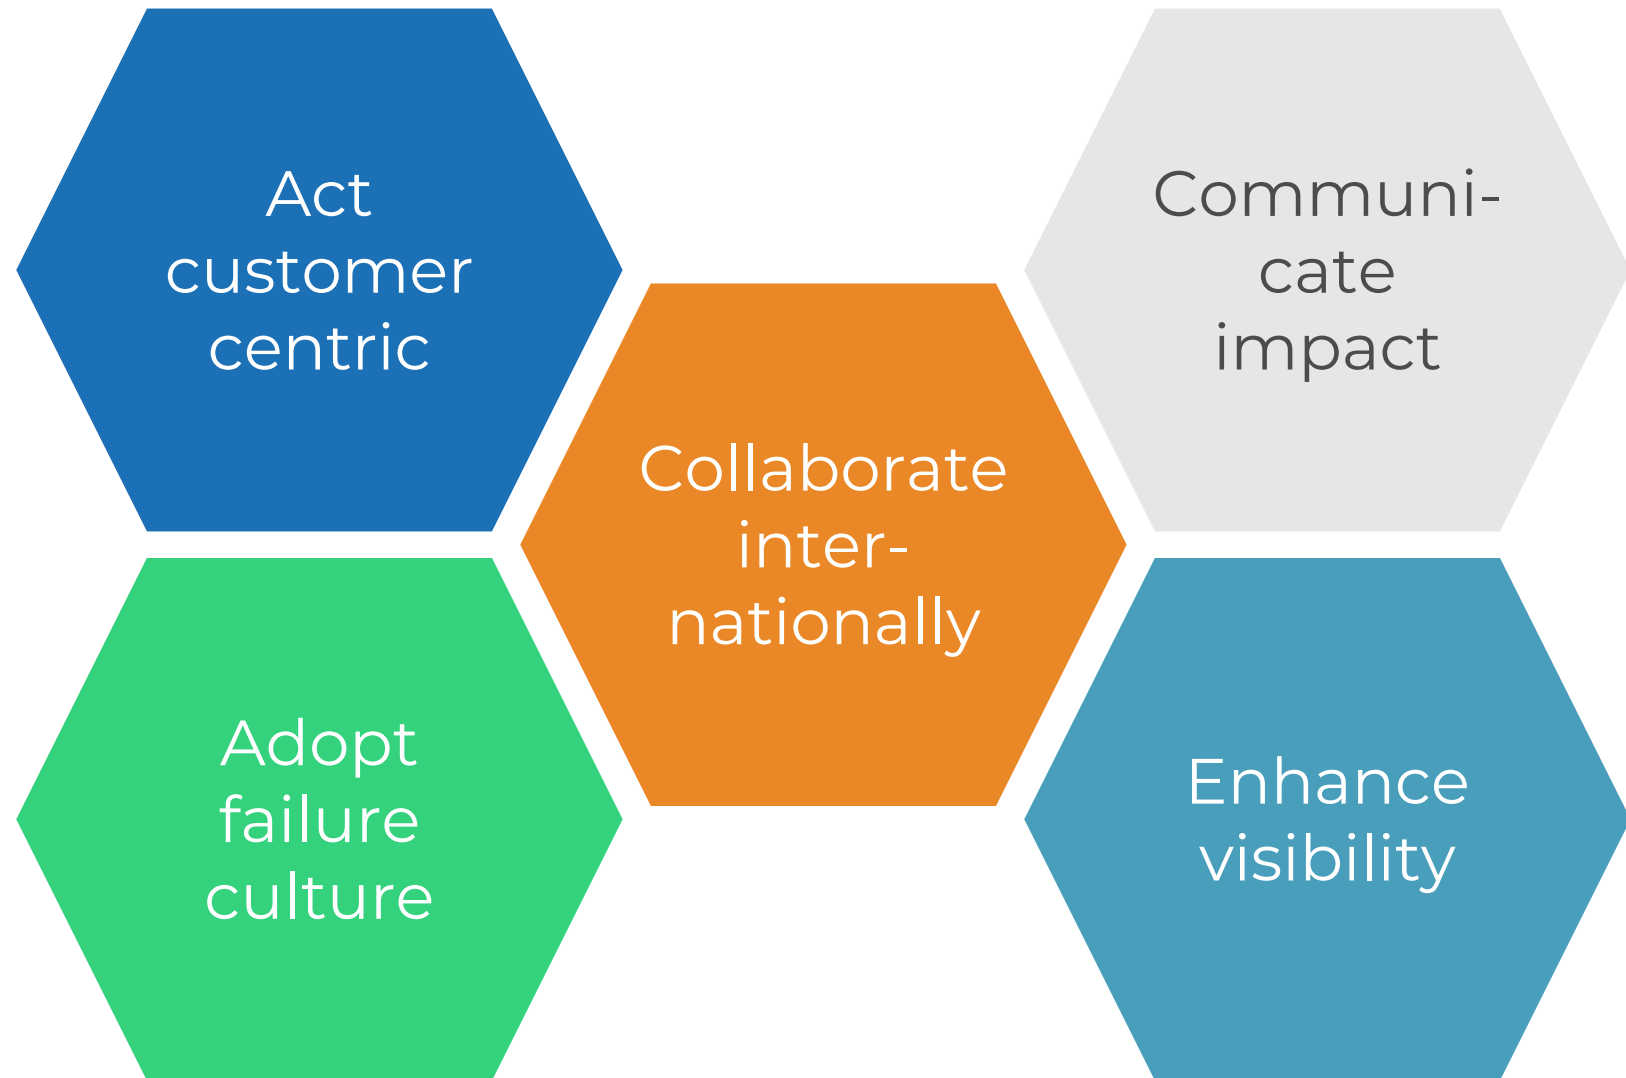 Act
customer
centric
Communi-
cate
impact
Collaborate
inter-
nationally
Adopt
failure
culture
Enhance
visibility